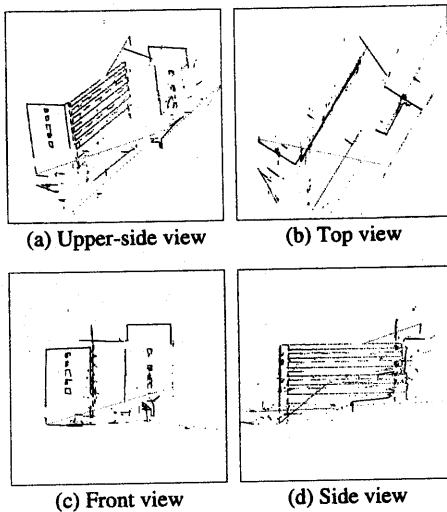 (a) Upper-side view
(b) Top view
(c) Front view
(d) Side view